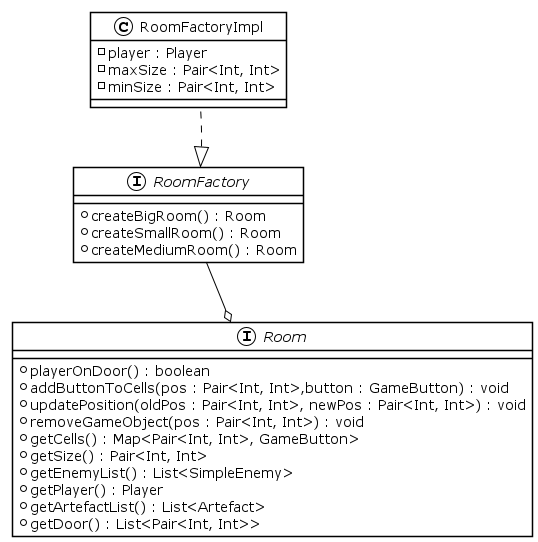 C RoomFactoryImpl
player : Player
maxSize : Pair<Int, Int>
minSize : Pair<Int, Int>
I RoomFactory
createBigRoom() : Room
createSmallRoom() : Room
createMediumRoom() : Room
I Room
playerOnDoor() : boolean
addButtonToCells(pos : Pair<Int, Int>,button : GameButton) : void
updatePosition(oldPos : Pair<Int, Int>, newPos : Pair<Int, Int>) : void
removeGameObject(pos : Pair<Int, Int>) : void
getCells() : Map<Pair<Int, Int>, GameButton>
getSize() : Pair<Int, Int>
getEnemyList() : List<SimpleEnemy>
getPlayer() : Player
getArtefactList() : List<Artefact>
getDoor() : List<Pair<Int, Int>>